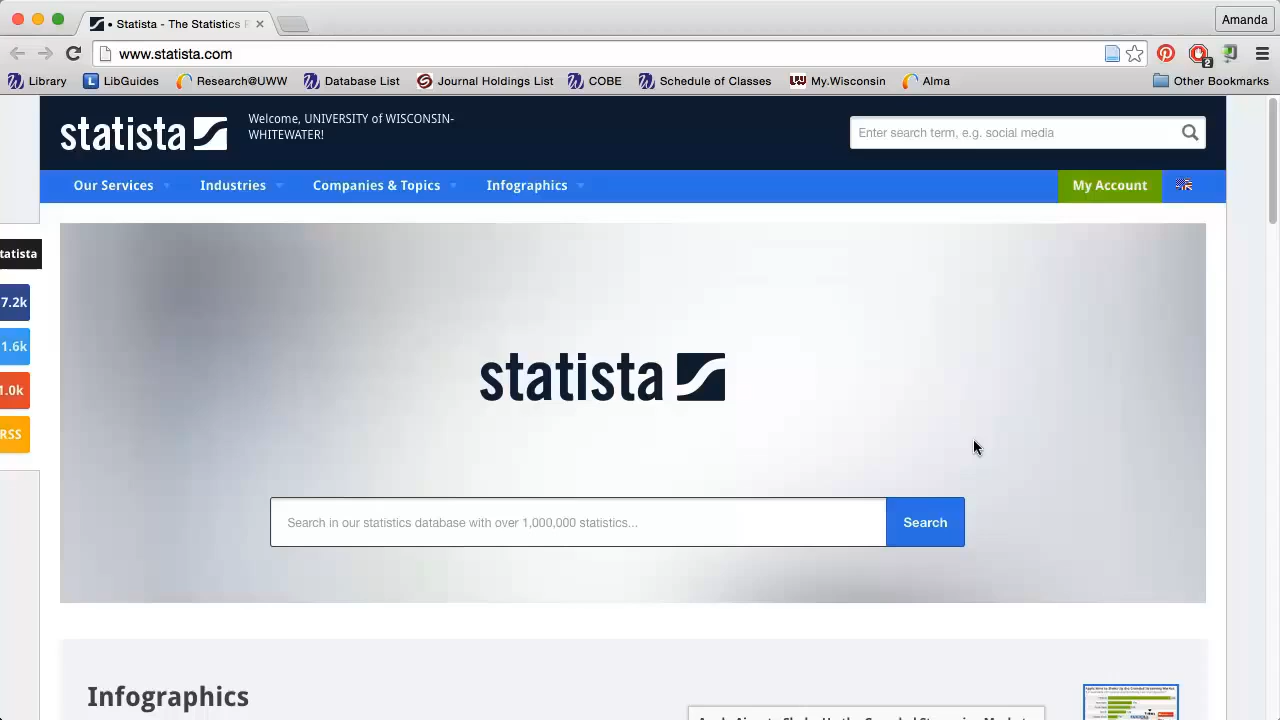 • Statista - The Statistics
Amanda
www.statista.com
2
Library
LibGuides
Research@UWW
Database List
Journal Holdings List
COBE
Schedule of Classes
My.Wisconsin
Alma
Other Bookmarks
statista
Welcome, UNIVERSITY of WISCONSIN-
WHITEWATER!
Enter search term, e.g. social media
Our Services
Industries
Companies & Topics
Infographics
My Account
tatista
7.2k
1.6k
1.0k
RSS
statista
Search in our statistics database with over 1,000,000 statistics...
Search
Infographics